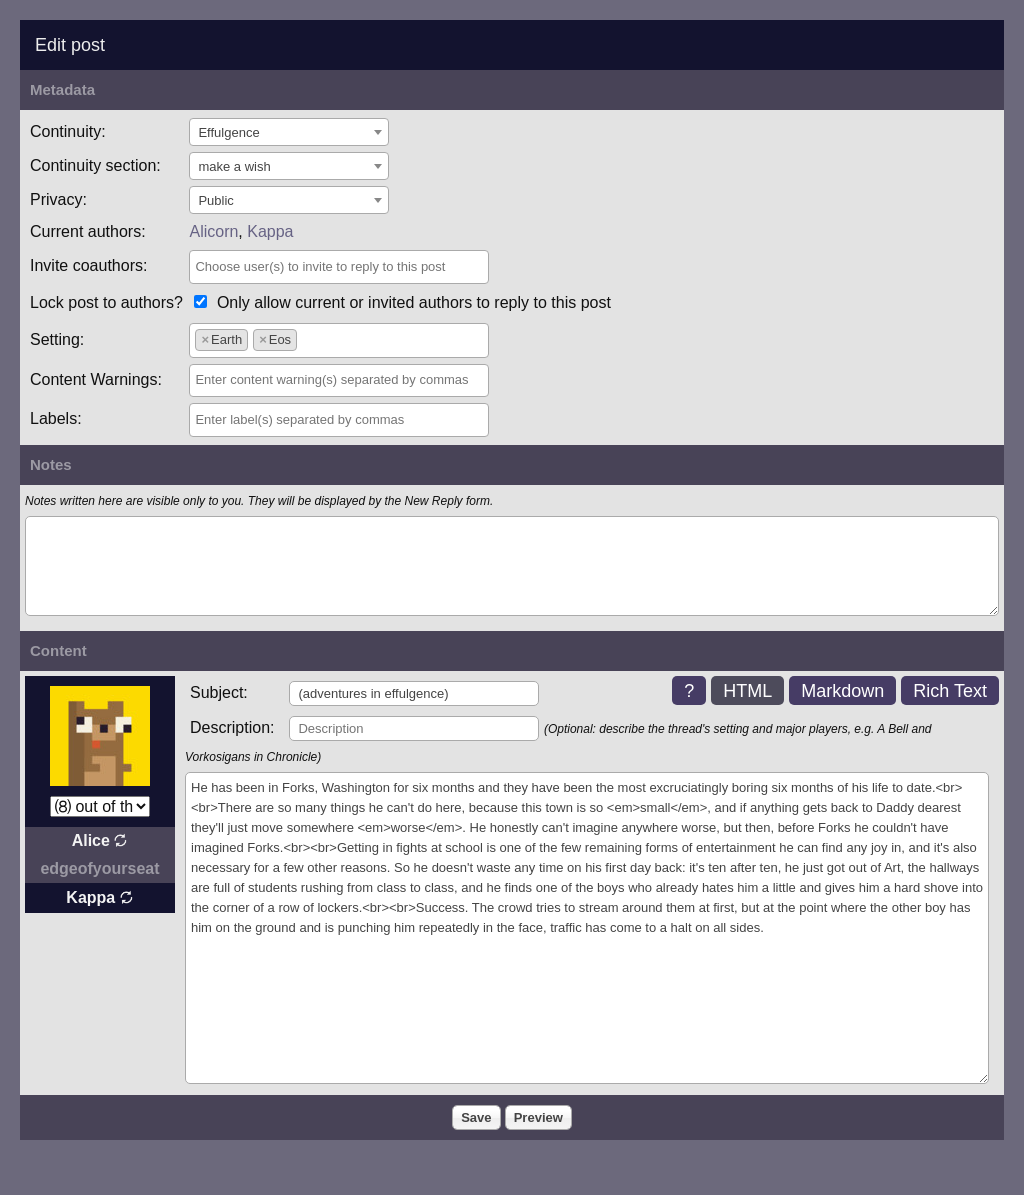 Edit post
Metadata
Continuity: Effulgence
Continuity section: make a wish
Privacy: Public
Current authors: Alicorn, Kappa
Invite coauthors: Choose user(s) to invite to reply to this post
Lock post to authors? Only allow current or invited authors to reply to this post
Setting: ×Earth ×Eos
Content Warnings: Enter content warning(s) separated by commas
Labels: Enter label(s) separated by commas
Notes
Notes written here are visible only to you. They will be displayed by the New Reply form.
Content
Subject: (adventures in effulgence) ? HTML Markdown Rich Text
Description: Description (Optional: describe the thread's setting and major players, e.g. A Bell and
Vorkosigans in Chronicle)
(8) out of th
Alice
edgeofyourseat
Kappa
He has been in Forks, Washington for six months and they have been the most excruciatingly boring six months of his life to date.<br>
<br>There are so many things he can't do here, because this town is so <em>small</em>, and if anything gets back to Daddy dearest
they'll just move somewhere <em>worse</em>. He honestly can't imagine anywhere worse, but then, before Forks he couldn't have
imagined Forks.<br><br>Getting in fights at school is one of the few remaining forms of entertainment he can find any joy in, and it's also
necessary for a few other reasons. So he doesn't waste any time on his first day back: it's ten after ten, he just got out of Art, the hallways
are full of students rushing from class to class, and he finds one of the boys who already hates him a little and gives him a hard shove into
the corner of a row of lockers.<br><br>Success. The crowd tries to stream around them at first, but at the point where the other boy has
him on the ground and is punching him repeatedly in the face, traffic has come to a halt on all sides.
Save Preview